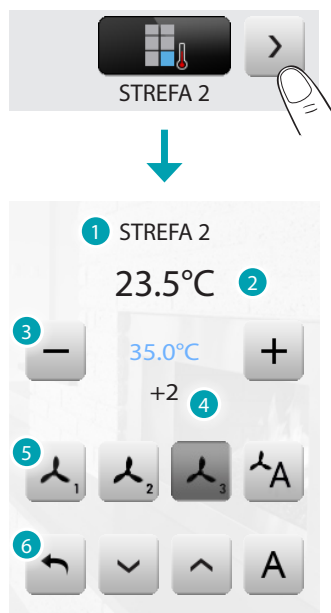 STREFA 2
1 STREFA 2
23.5°C 2
3 − 35.0°C +
+2 4
5 1 2 3 A
6 A